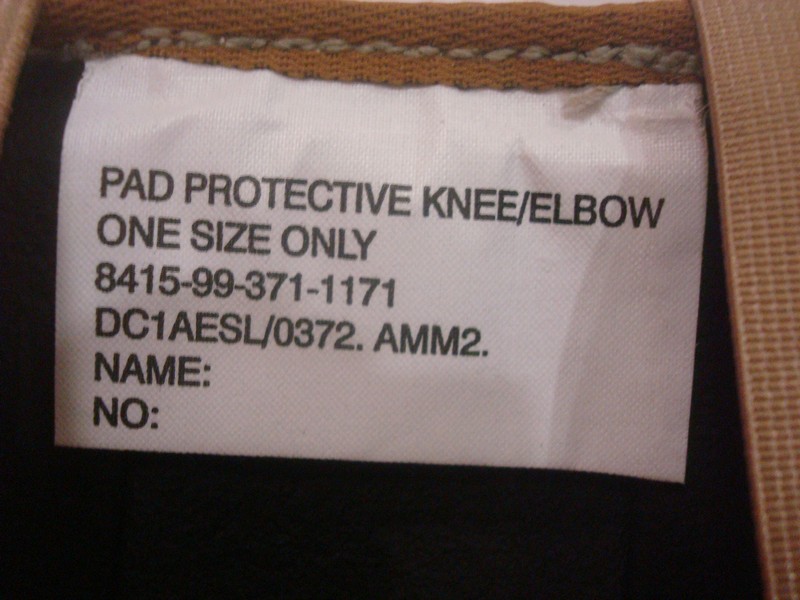 PAD PROTECTIVE KNEE/ELBOW
ONE SIZE ONLY
8415-99-371-1171
DC1AESL/0372. AMM2.
NAME:
NO: